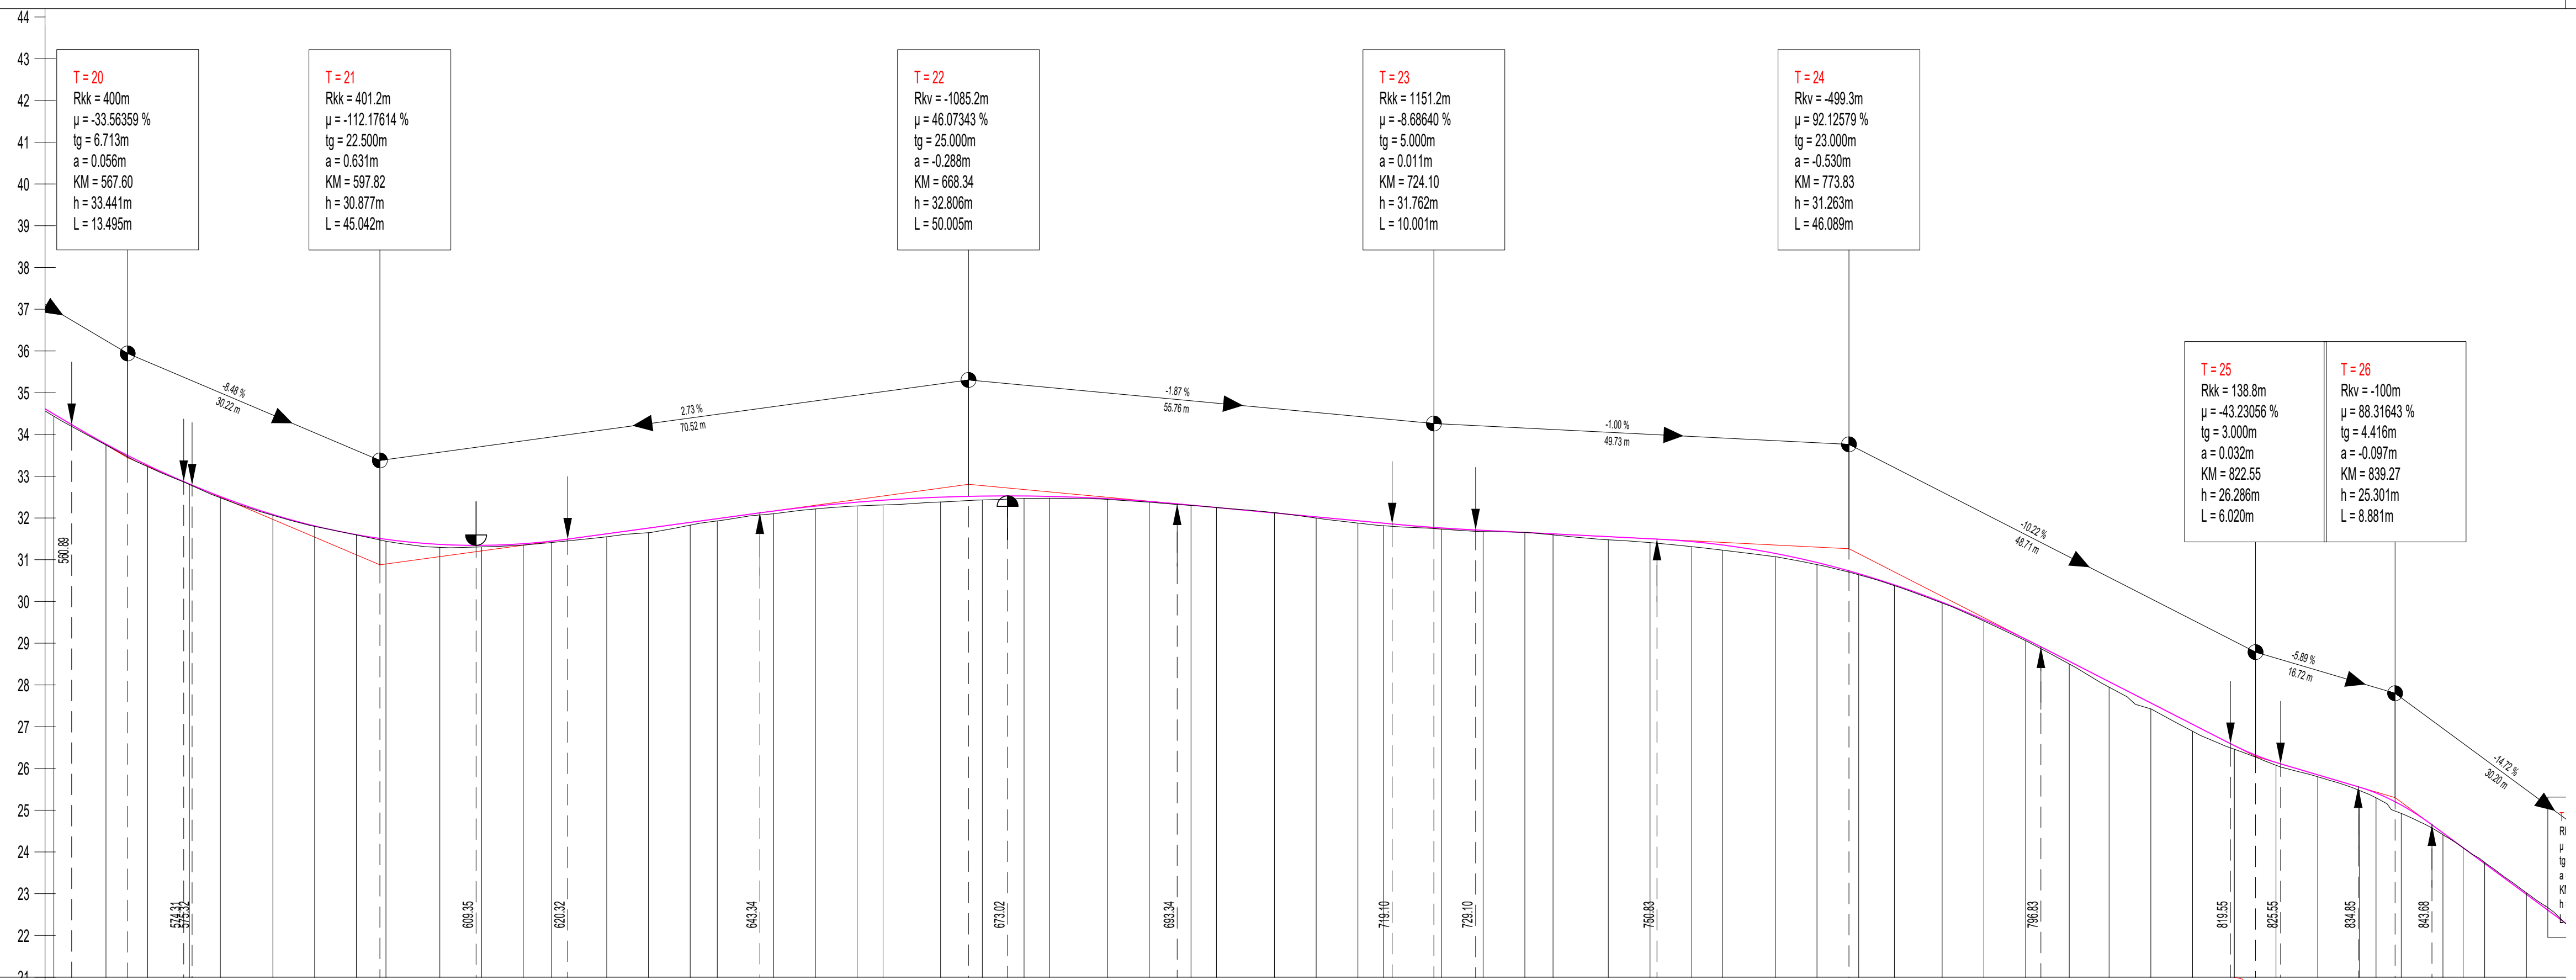 44
43
42
41
40
39
38
37
36
35
34
33
32
31
30
29
28
27
26
25
24
23
22
21
T = 20
Rkk = 400m
µ = -33.56359 %
tg = 6.713m
a = 0.056m
KM = 567.60
h = 33.441m
L = 13.495m
T = 21
Rkk = 401.2m
µ = -112.17614 %
tg = 22.500m
a = 0.631m
KM = 597.82
h = 30.877m
L = 45.042m
T = 22
Rkv = -1085.2m
µ = 46.07343 %
tg = 25.000m
a = -0.288m
KM = 668.34
h = 32.806m
L = 50.005m
T = 23
Rkk = 1151.2m
µ = -8.68640 %
tg = 5.000m
a = 0.011m
KM = 724.10
h = 31.762m
L = 10.001m
T = 24
Rkv = -499.3m
µ = 92.12579 %
tg = 23.000m
a = -0.530m
KM = 773.83
h = 31.263m
L = 46.089m
T = 25
Rkk = 138.8m
µ = -43.23056 %
tg = 3.000m
a = 0.032m
KM = 822.55
h = 26.286m
L = 6.020m
T = 26
Rkv = -100m
µ = 88.31643 %
tg = 4.416m
a = -0.097m
KM = 839.27
h = 25.301m
L = 8.881m
-8.48 %
30.22 m
2.73 %
70.52 m
-1.87 %
55.76 m
-1.00 %
49.73 m
-10.22 %
48.71 m
-5.89 %
16.72 m
-14.72 %
30.20 m
µ
tg
a
h
560.89
574.31
575.32
609.35
620.32
643.34
673.02
693.34
719.10
729.10
750.83
796.83
819.55
825.55
834.85
843.68